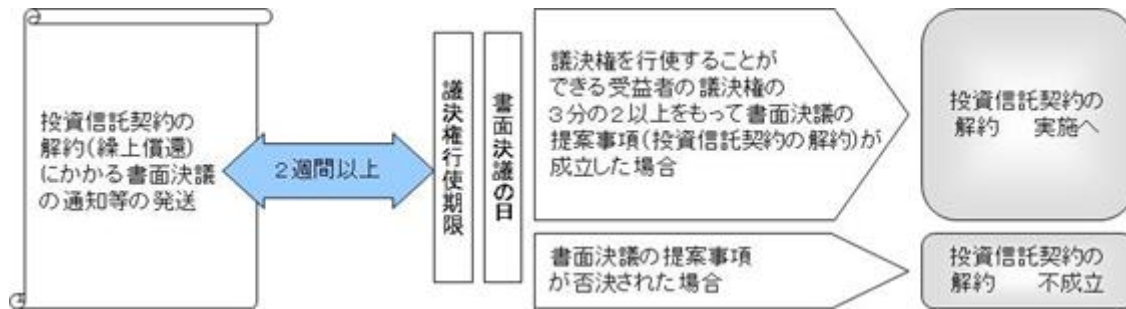 投資信託契約の
解約(繰上償還)
にかかる書面決議
の通知等の発送
2週間以上
議決権行使期限
書面決議の日
議決権を行使することが
できる受益者の議決権の
3分の2以上をもって書面決議の
提案事項(投資信託契約の解約)が
成立した場合
投資信託契約の
解約 実施へ
書面決議の提案事項
が否決された場合
投資信託契約の
解約 不成立